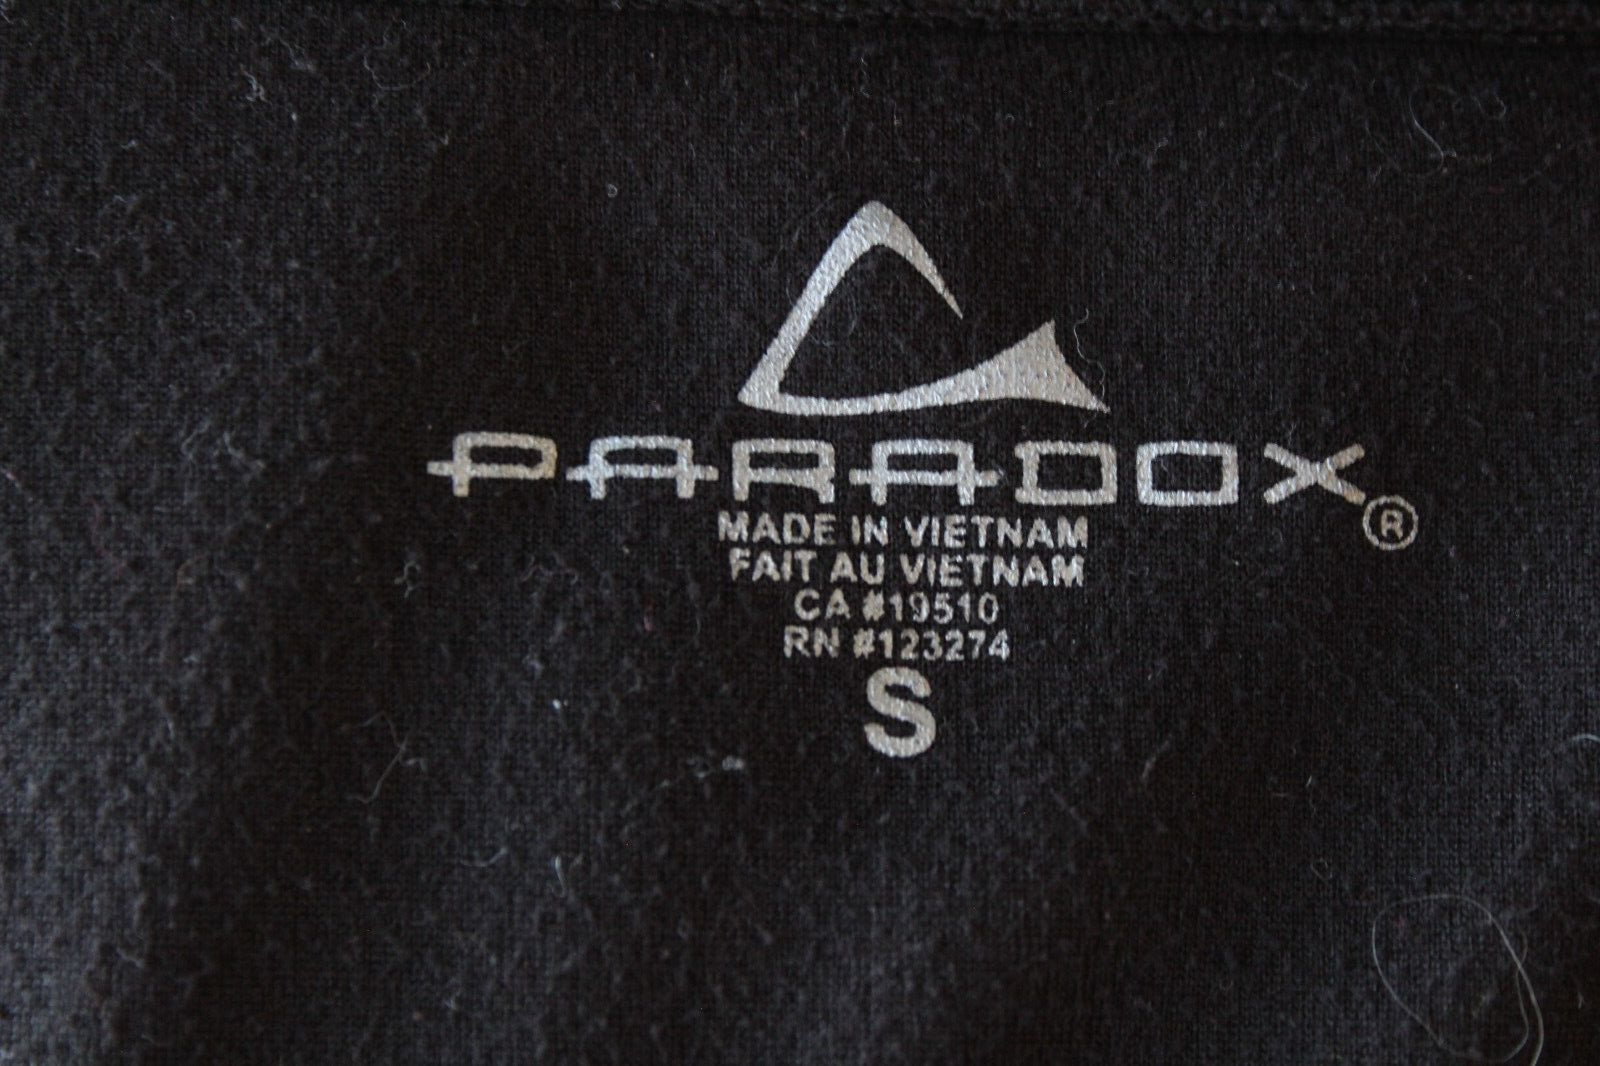 PARADOX®
MADE IN VIETNAM
FAIT AU VIETNAM
CA #19510
RN #123274
S